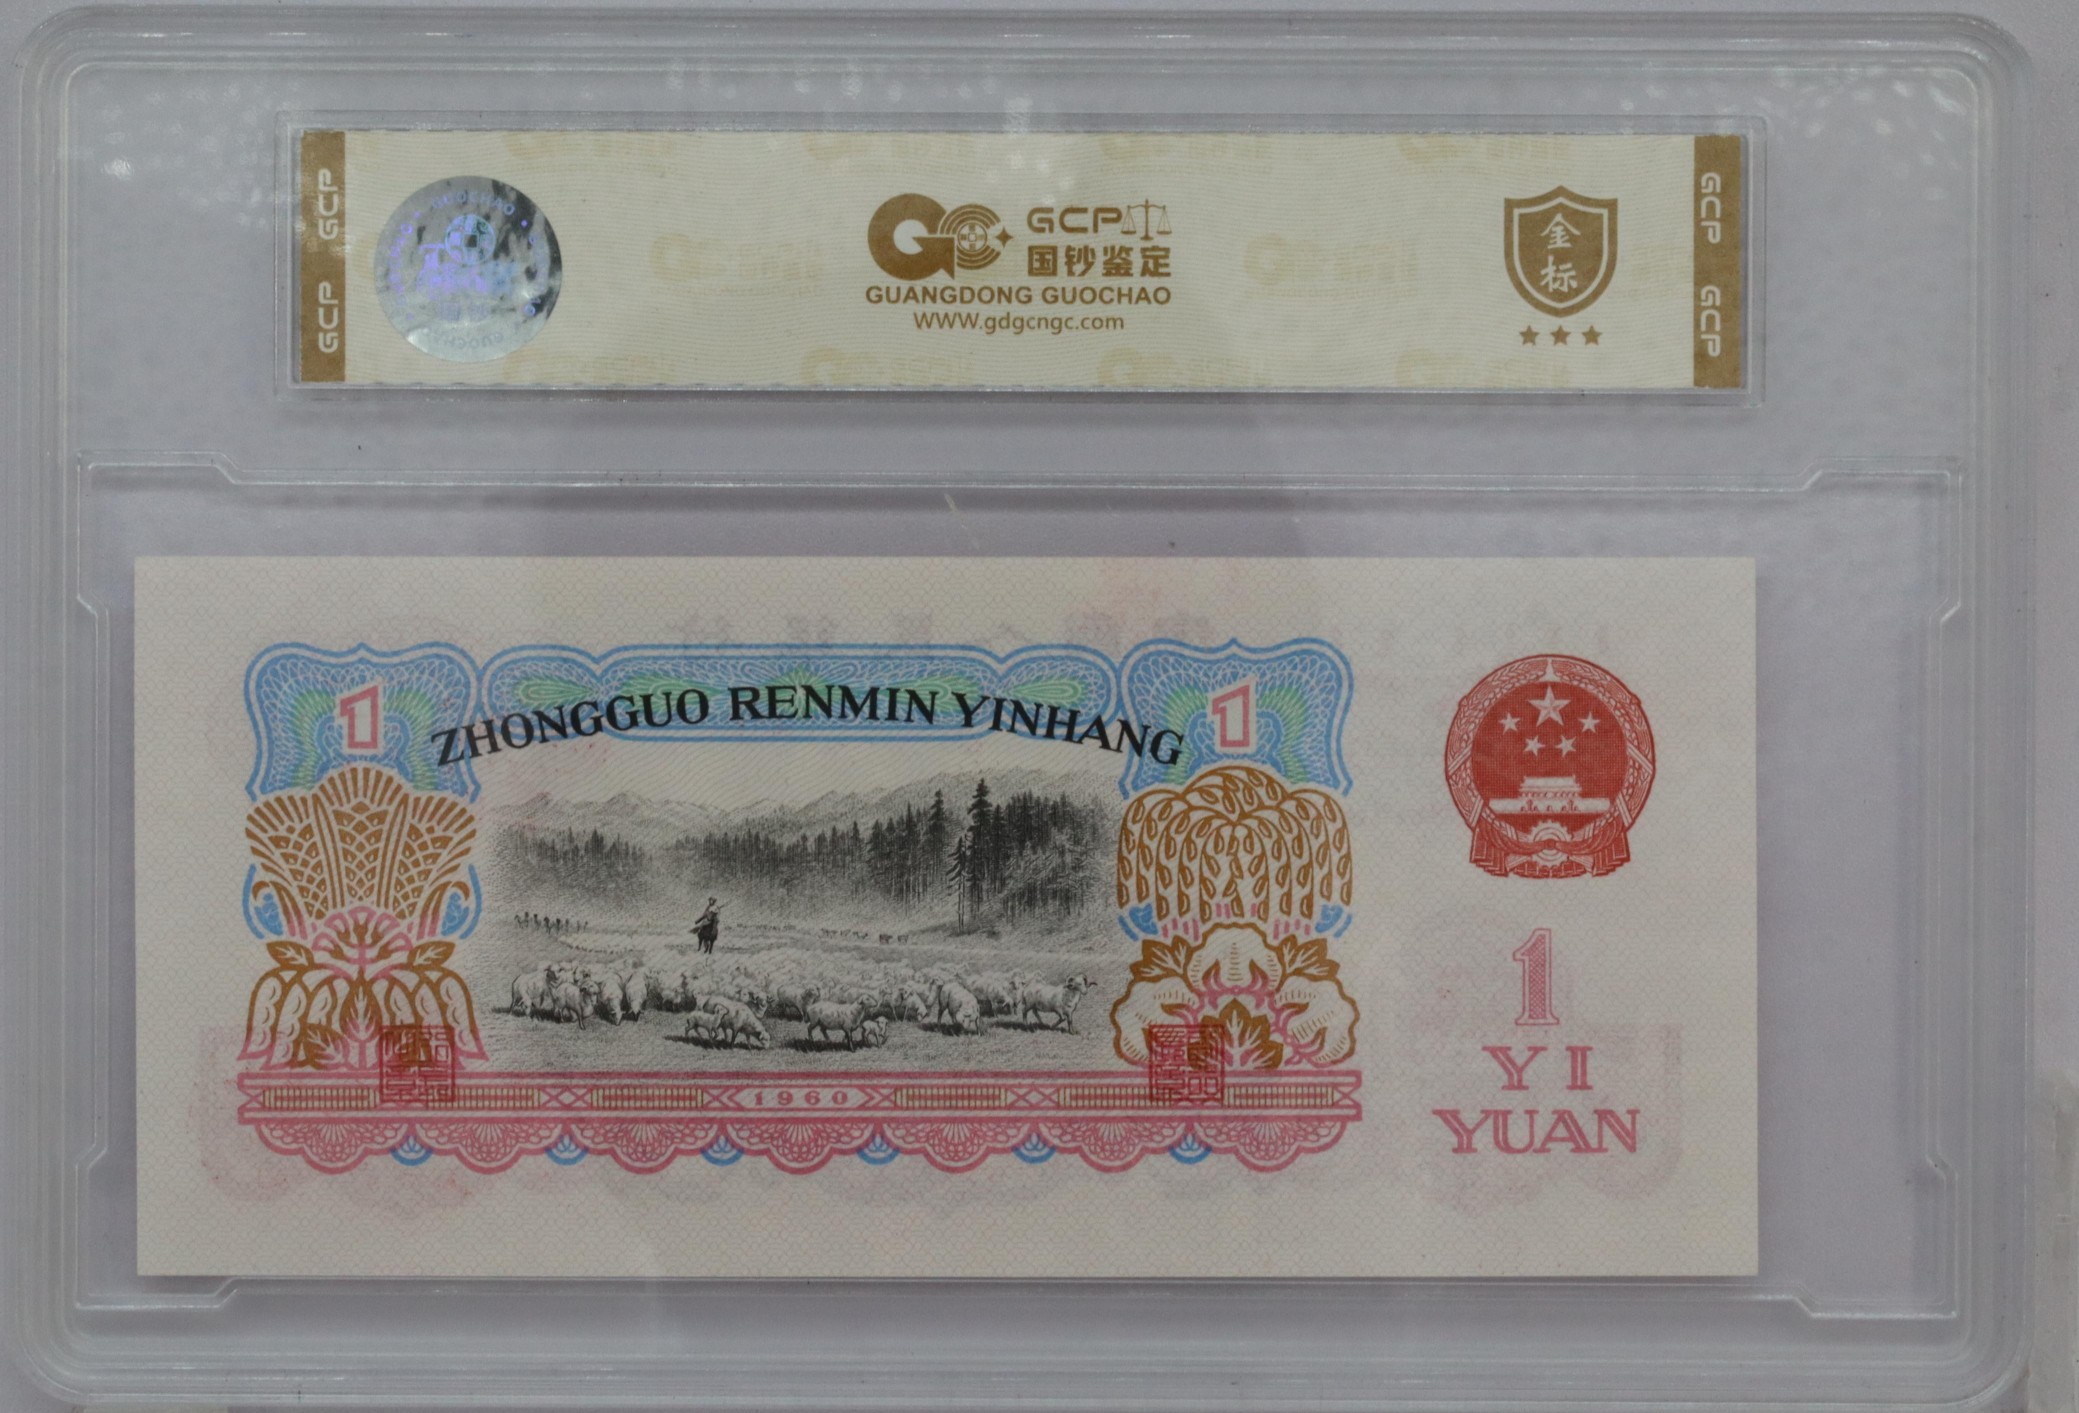 GCP GCP
GUOCHAO
GCP
国钞鉴定
GUANGDONG GUOCHAO
www.gdgcngc.com
金标
GCP GCP
1
ZHONGGUO RENMIN YINHANG
1
1960
1
YI
YUAN